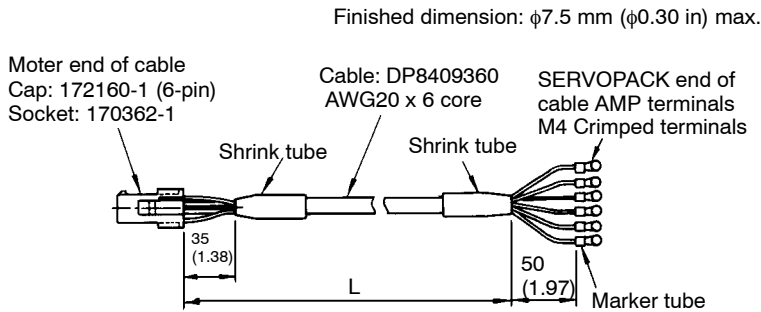 Finished dimension: φ7.5 mm (φ0.30 in) max.
Moter end of cable
Cap: 172160-1 (6-pin)
Socket: 170362-1
Cable: DP8409360
AWG20 x 6 core
SERVOPACK end of
cable AMP terminals
M4 Crimped terminals
Shrink tube
Shrink tube
35
(1.38)
L
50
(1.97)
Marker tube